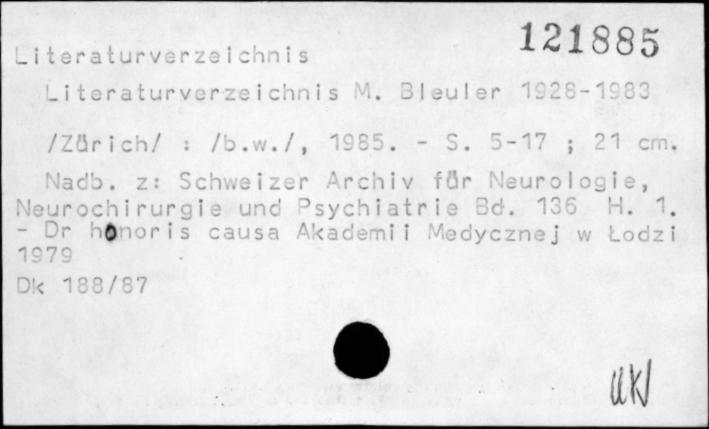 121885
Literaturverzeichnis
Literaturverzeichnis M. Bleuler 1928-1983
/Zürich/ : /b.w./, 1985. - S. 5-17 ; 21 cm.
Nadb. z: Schweizer Archiv für Neurologie,
Neurochirurgie und Psychiatrie Bd. 136 H. 1.
- Dr honoris causa Akademii Medycznej w Łodzi
1979
Dk 188/87